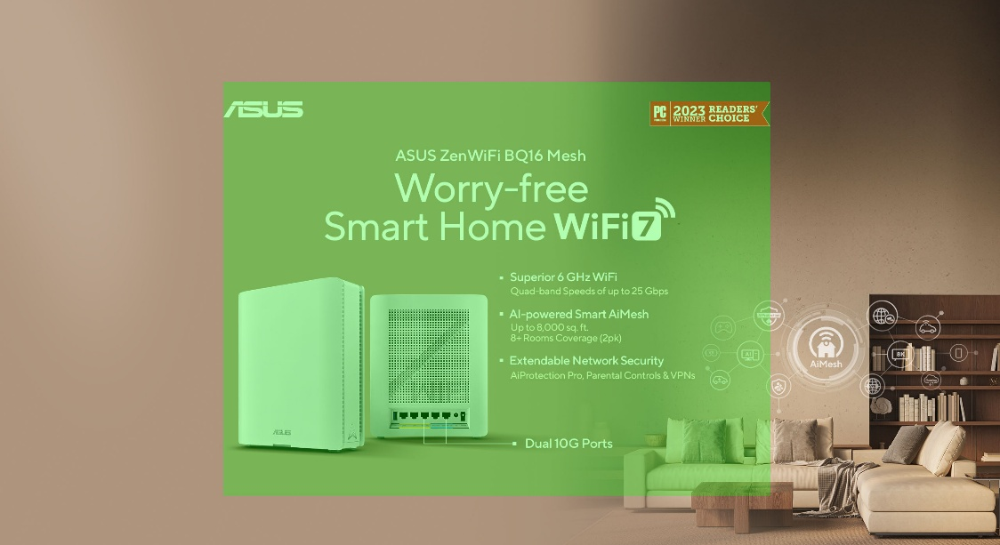 ASUS
PC 2023 READERS'
WINNER CHOICE
ASUS ZenWiFi BQ16 Mesh
Worry-free
Smart Home WiFi 7
Superior 6 GHz WiFi
Quad-band Speeds of up to 25 Gbps
AI-powered Smart AiMesh
Up to 8,000 sq. ft.
8+ Rooms Coverage (2pk)
Extendable Network Security
AiProtection Pro, Parental Controls & VPNs
Dual 10G Ports
ASUS
AiMesh
8K